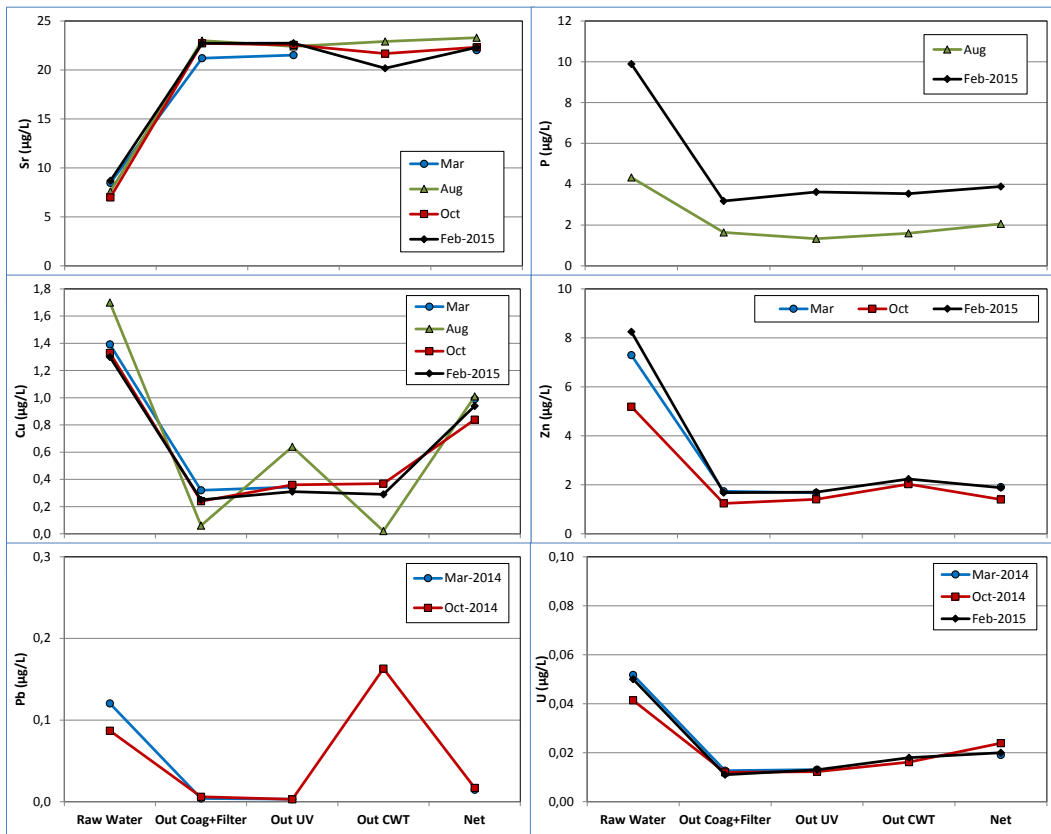 25
20
15
10
5
0
Sr (µg/L)
Mar
Aug
Oct
Feb-2015
12
10
8
6
4
2
0
P (µg/L)
Aug
Feb-2015
1,8
1,6
1,4
1,2
1,0
0,8
0,6
0,4
0,2
0,0
Cu (µg/L)
Mar
Aug
Oct
Feb-2015
10
8
6
4
2
0
Zn (µg/L)
Mar Oct Feb-2015
0,3
0,2
0,1
0,0
Pb (µg/L)
Mar-2014
Oct-2014
Raw Water Out Coag+Filter Out UV Out CWT Net
0,10
0,08
0,06
0,04
0,02
0,00
U (µg/L)
Mar-2014
Oct-2014
Feb-2015
Raw Water Out Coag+Filter Out UV Out CWT Net